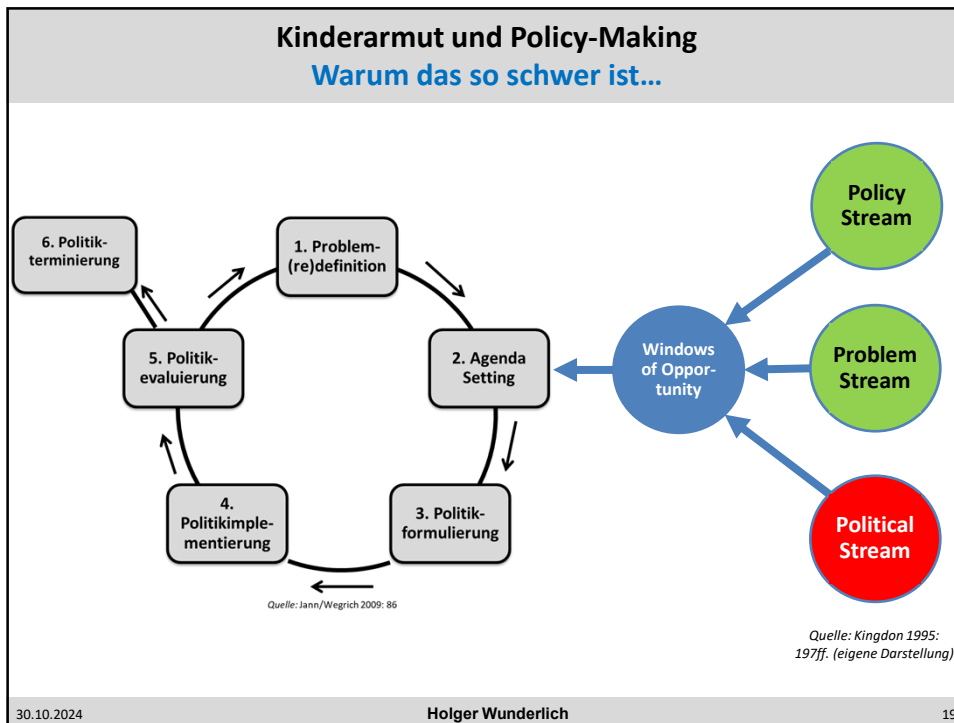 Kinderarmut und Policy-Making
Warum das so schwer ist…
6. Politik-
terminierung
1. Problem-
(re)definition
5. Politik-
evaluierung
2. Agenda
Setting
4.
Politikimple-
mentierung
3. Politik-
formulierung
Quelle: Jann/Wegrich 2009: 86
Windows
of Oppor-
tunity
Policy
Stream
Problem
Stream
Political
Stream
Quelle: Kingdon 1995:
197ff. (eigene Darstellung)
30.10.2024
Holger Wunderlich
19